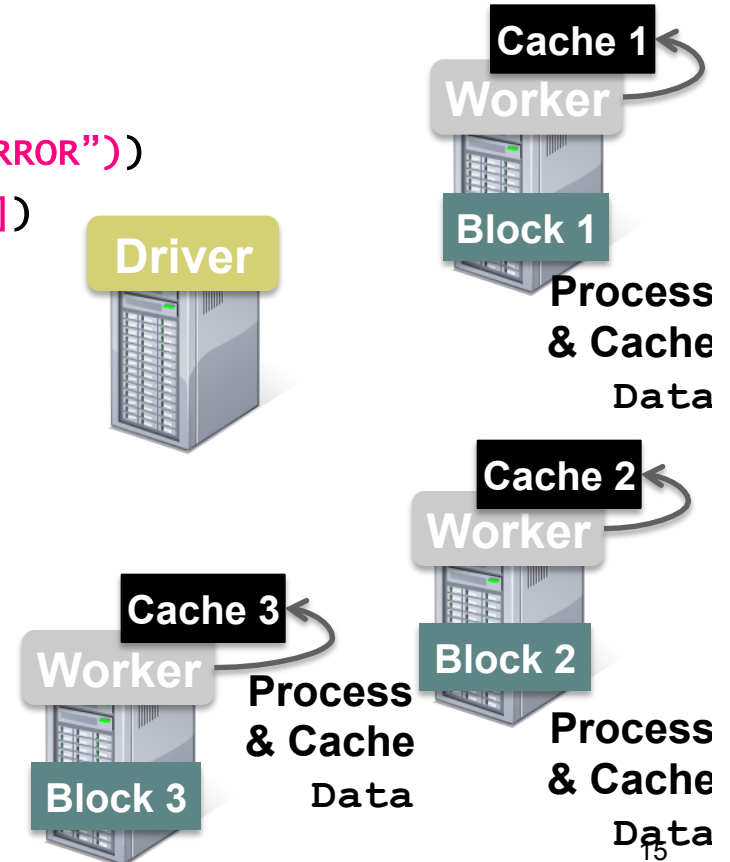 RROR”))
])
Driver
Cache 1
Worker
Block 1
Process
& Cache
Data
Cache 2
Worker
Block 2
Process
& Cache
Data
Cache 3
Worker
Block 3
Process
& Cache
Data
15